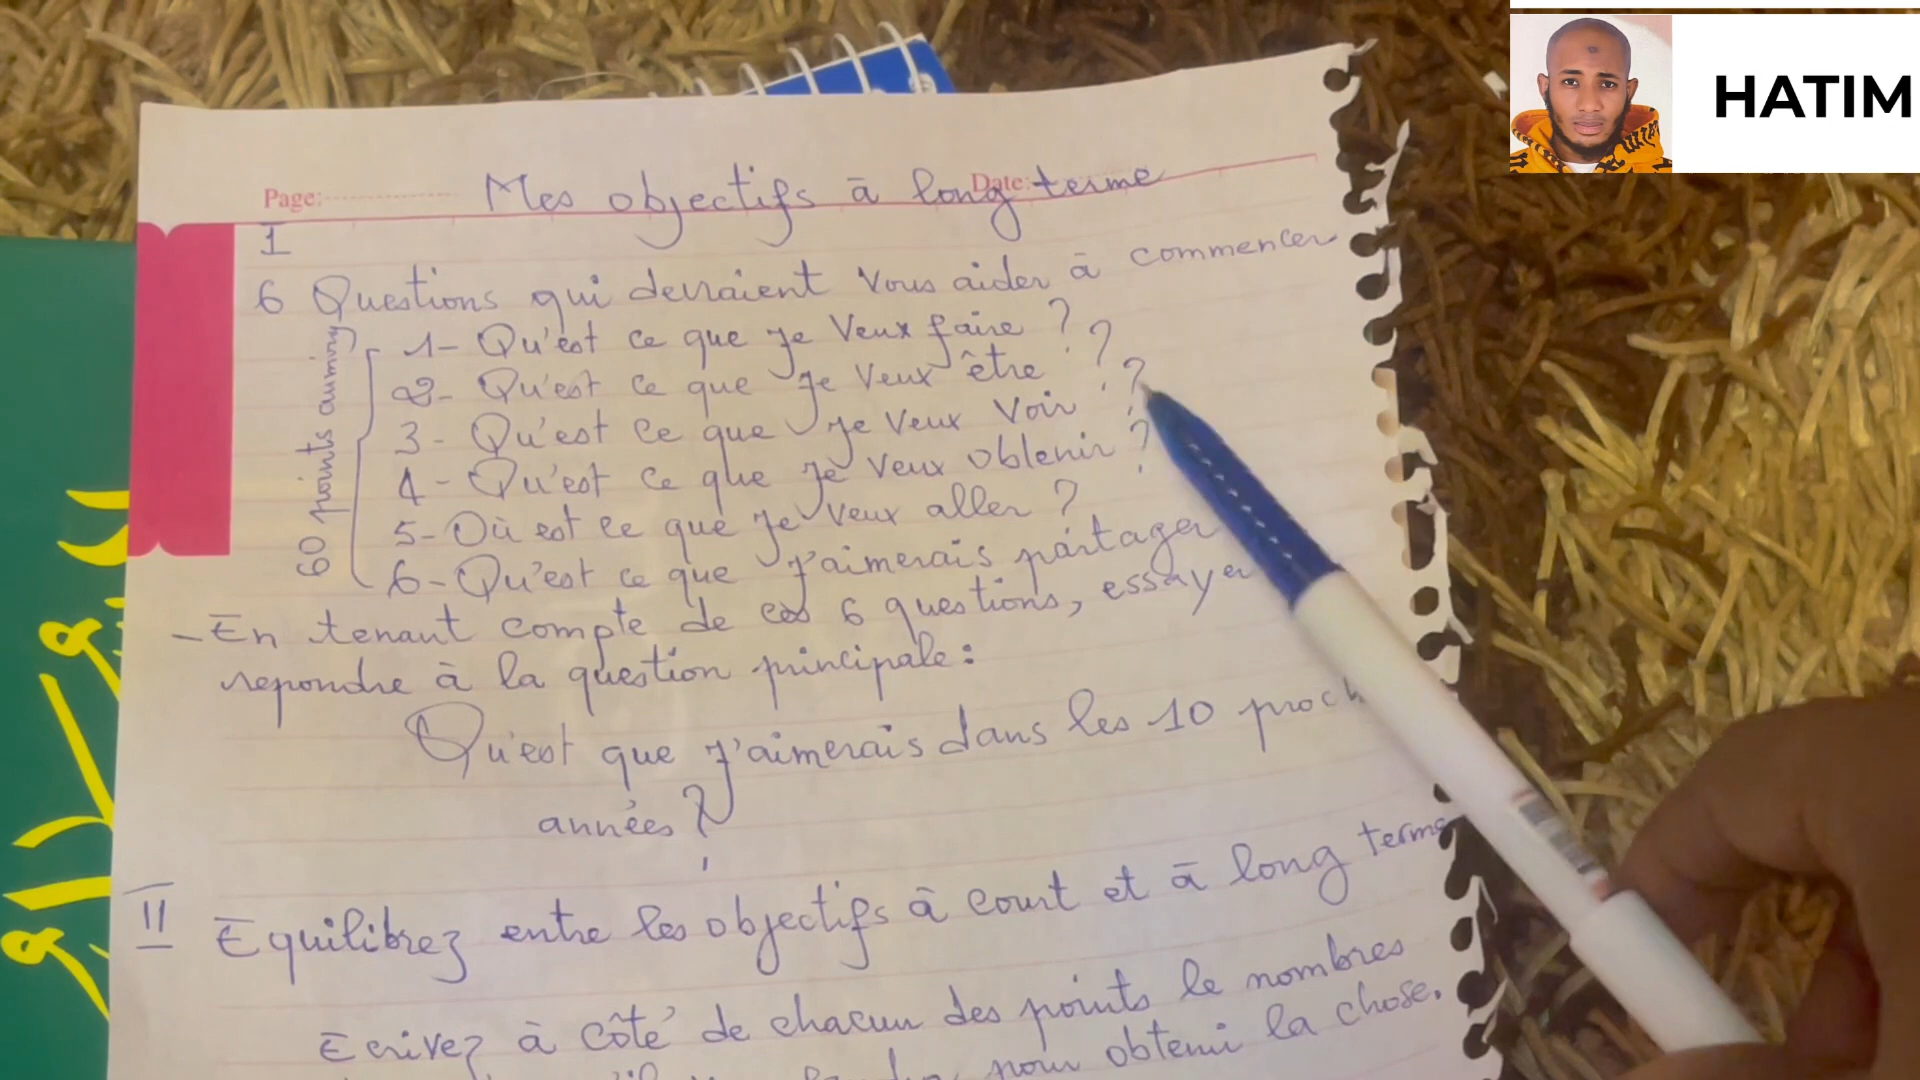 HATIM
Page: Mes objectifs à long terme Date:
I
6 Questions qui devraient vous aider à commencer
60 points au
1- Qu'est ce que je veux faire ?
2- Qu'est ce que je veux être ?
3- Qu'est ce que je veux voir ?
4- Qu'est ce que je veux obtenir ?
5- Où est ce que je veux aller ?
6- Qu'est ce que j'aimerais partager
- En tenant compte de ces 6 questions, essayer
repondre à la question principale :
Qu'est que j'aimerais dans les 10 proch
années ?
II Equilibrez entre les objectifs à court et à long terme
Ecrivez à côté de chacun des points le nombres
pour obtenir la chose.